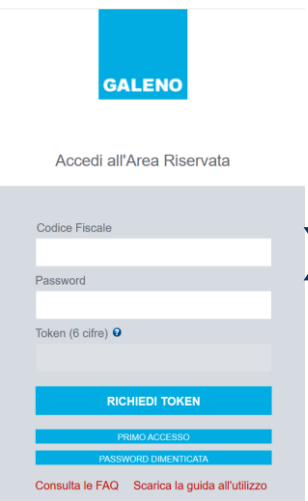 GALENO
Accedi all'Area Riservata
Codice Fiscale
Password
Token (6 cifre) ?
RICHIEDI TOKEN
PRIMO ACCESSO
PASSWORD DIMENTICATA
Consulta le FAQ Scarica la guida all'utilizzo